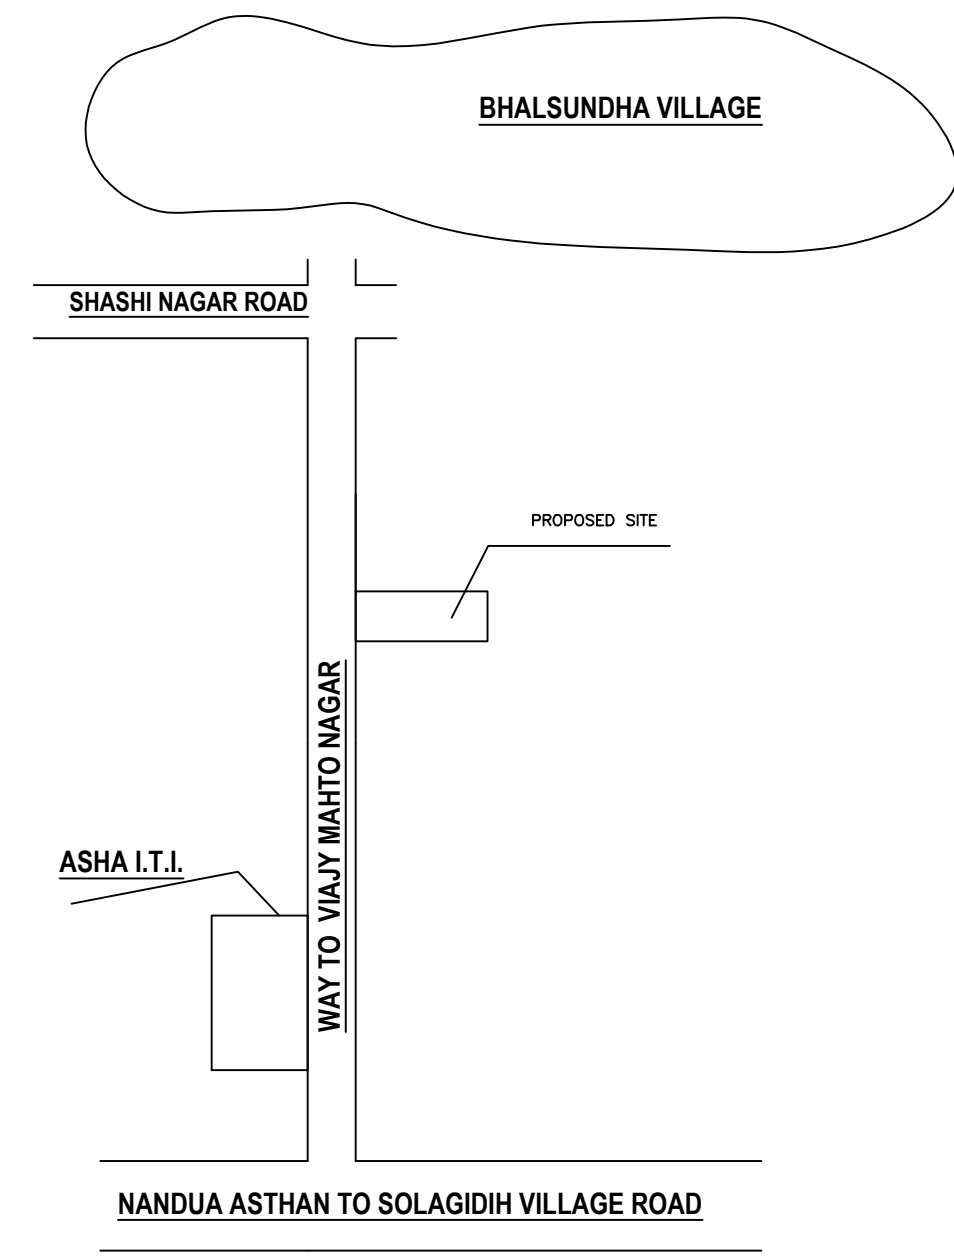 BHALSUNDHA VILLAGE
SHASHI NAGAR ROAD
PROPOSED SITE
WAY TO VIAJY MAHTO NAGAR
ASHA I.T.I.
NANDUA ASTHAN TO SOLAGIDIH VILLAGE ROAD